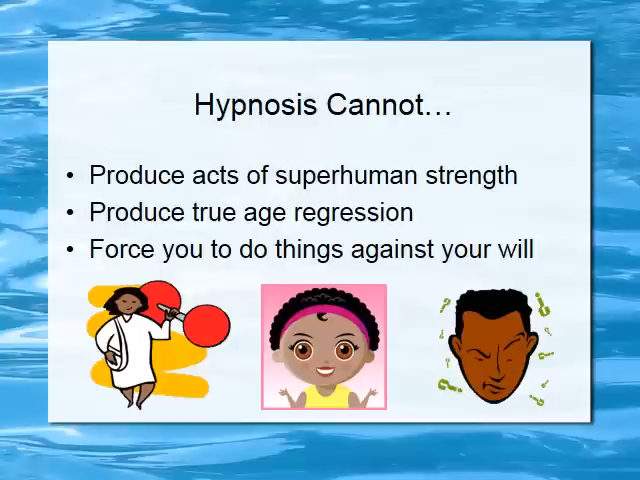 Hypnosis Cannot…
• Produce acts of superhuman strength
• Produce true age regression
• Force you to do things against your will